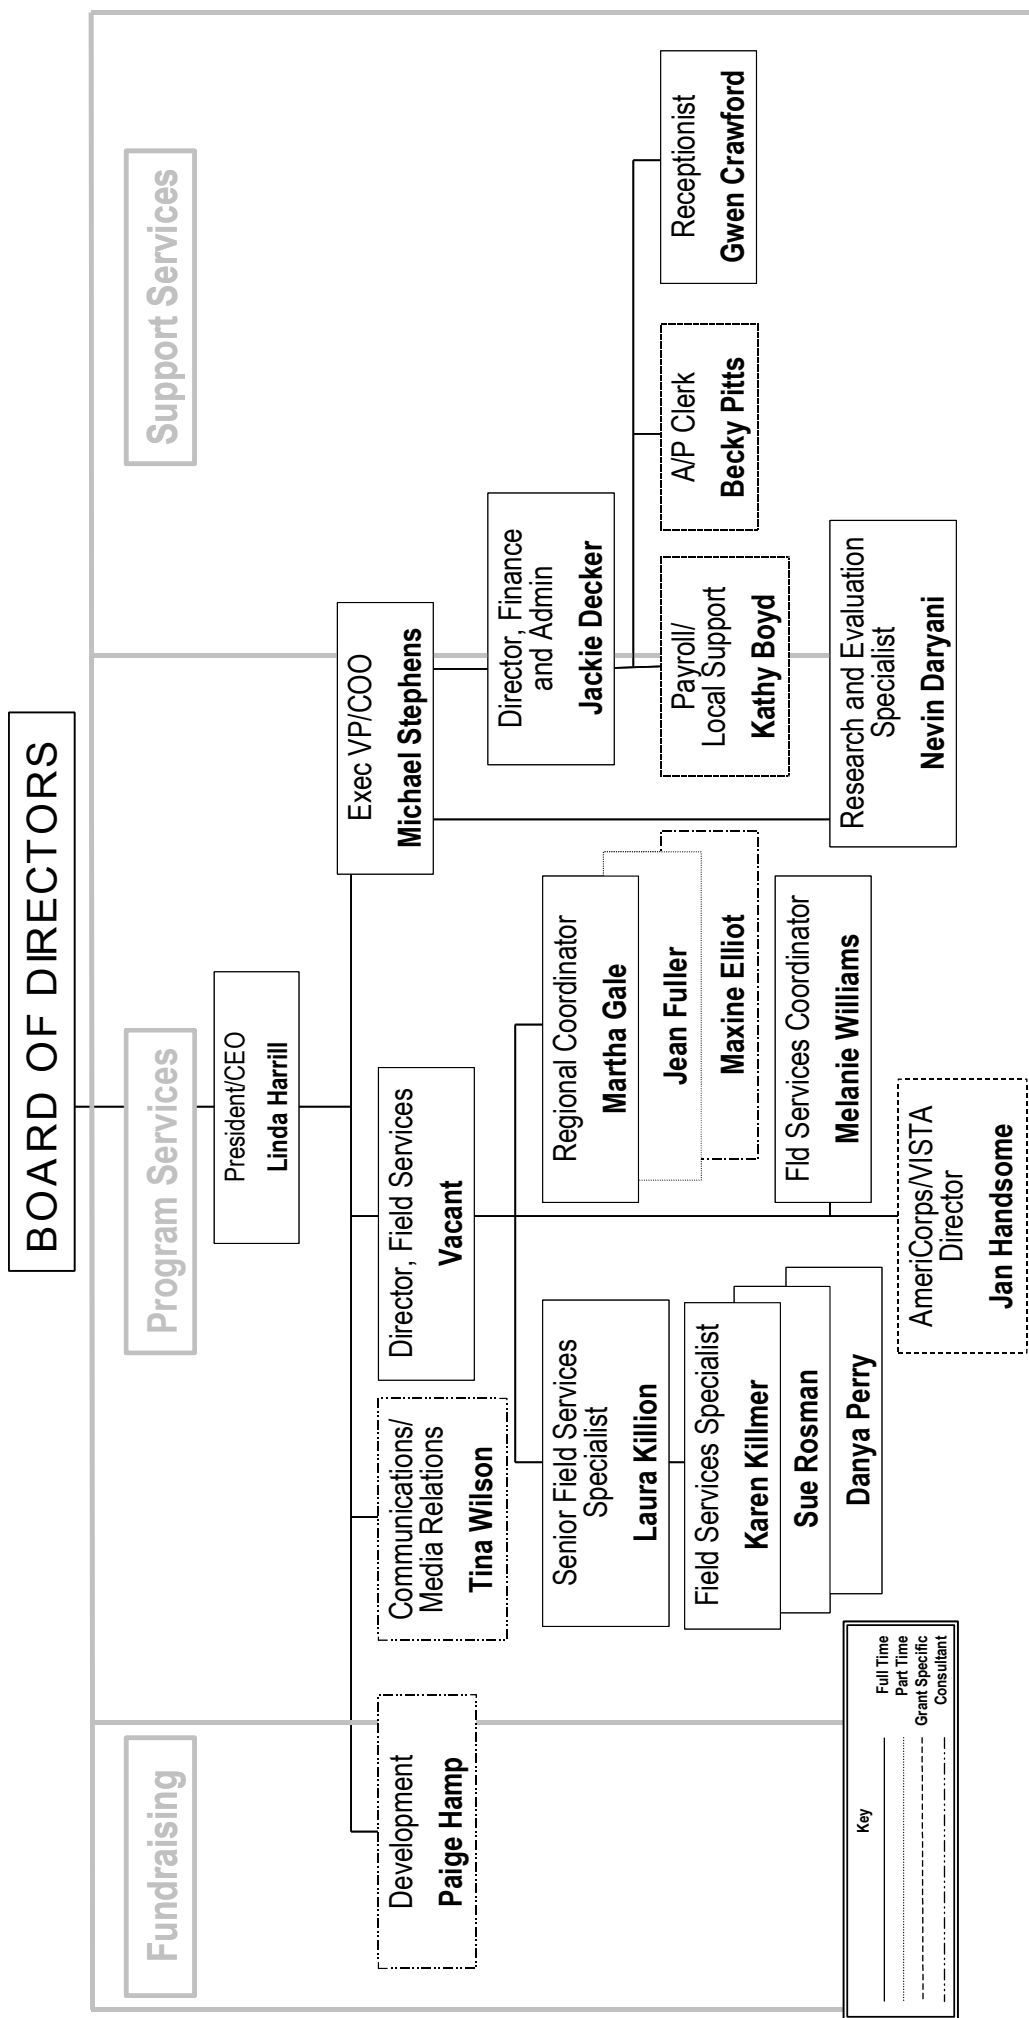 BOARD OF DIRECTORS
Fundraising
Program Services
Support Services
President/CEO
Linda Harrill
Exec VP/COO
Michael Stephens
Development
Paige Hamp
Communications/
Media Relations
Tina Wilson
Director, Field Services
Vacant
Director, Finance
and Admin
Jackie Decker
Senior Field Services
Specialist
Laura Killion
Regional Coordinator
Martha Gale
Jean Fuller
Maxine Elliot
Payroll/
Local Support
Kathy Boyd
A/P Clerk
Becky Pitts
Receptionist
Gwen Crawford
Field Services Specialist
Karen Killmer
Sue Rosman
Danya Perry
Fld Services Coordinator
Melanie Williams
Research and Evaluation
Specialist
Nevin Daryani
AmeriCorps/VISTA
Director
Jan Handsome
Key
Full Time
Part Time
Grant Specific
Consultant